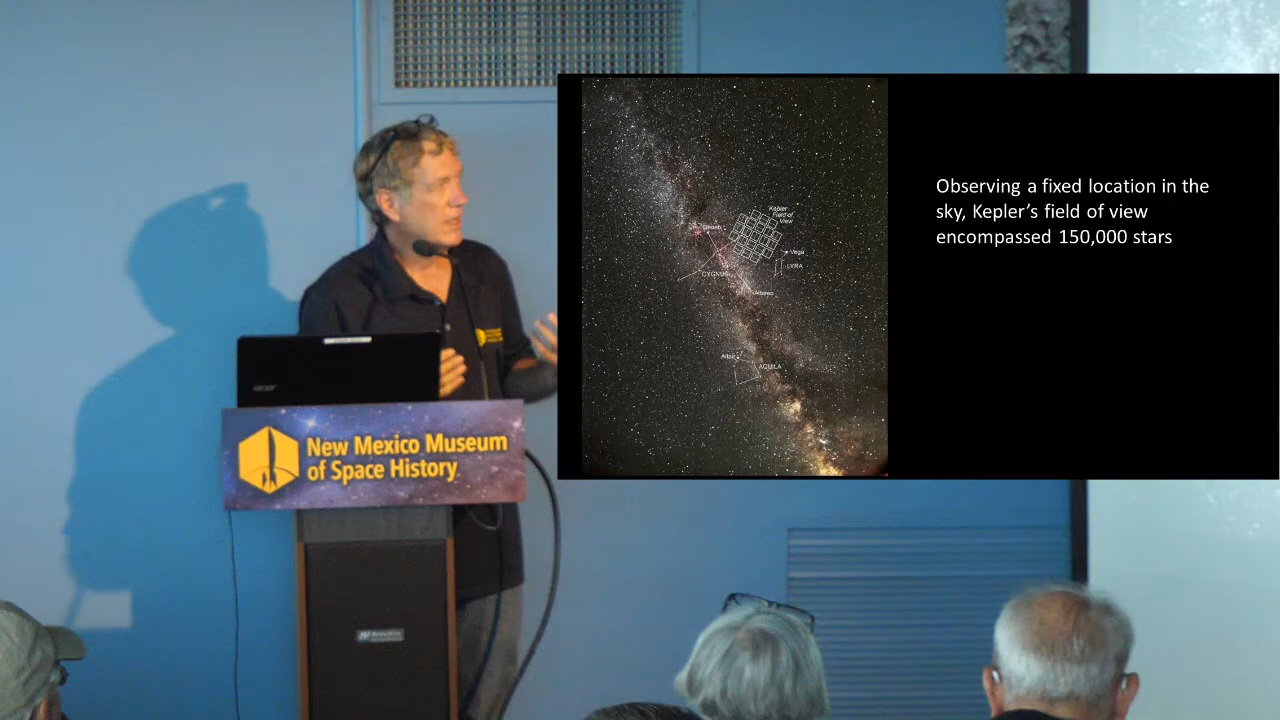 Observing a fixed location in the
sky, Kepler's field of view
encompassed 150,000 stars
Kepler
Field of
View
Deneb
Vega
LYRA
CYGNUS
Albireo
Altair
AQUILA
acer
New Mexico Museum
of Space History